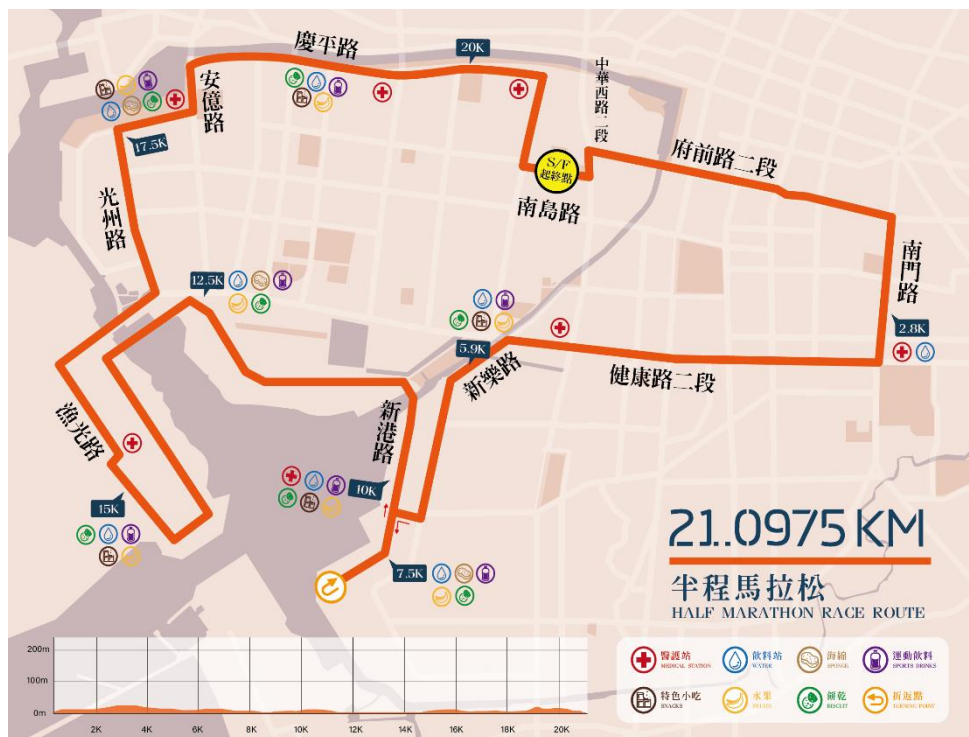 慶平路
20K
中華西路二段
安億路
17.5K
府前路二段
S/F
起終點
南島路
光州路
南門路
12.5K
2.8K
5.9K
新樂路
健康路二段
漁光路
新港路
10K
15K
7.5K
21.0975 KM
半程馬拉松
HALF MARATHON RACE ROUTE
200m
100m
0m
2K 4K 6K 8K 10K 12K 14K 16K 18K 20K
醫護站 飲料站 海綿 運動飲料
MEDICAL STATION WATER SPONGE SPORTS DRINKS
特色小吃 水果 餅乾 折返點
SNACKS FRUITS BISCUIT TURNING POINT